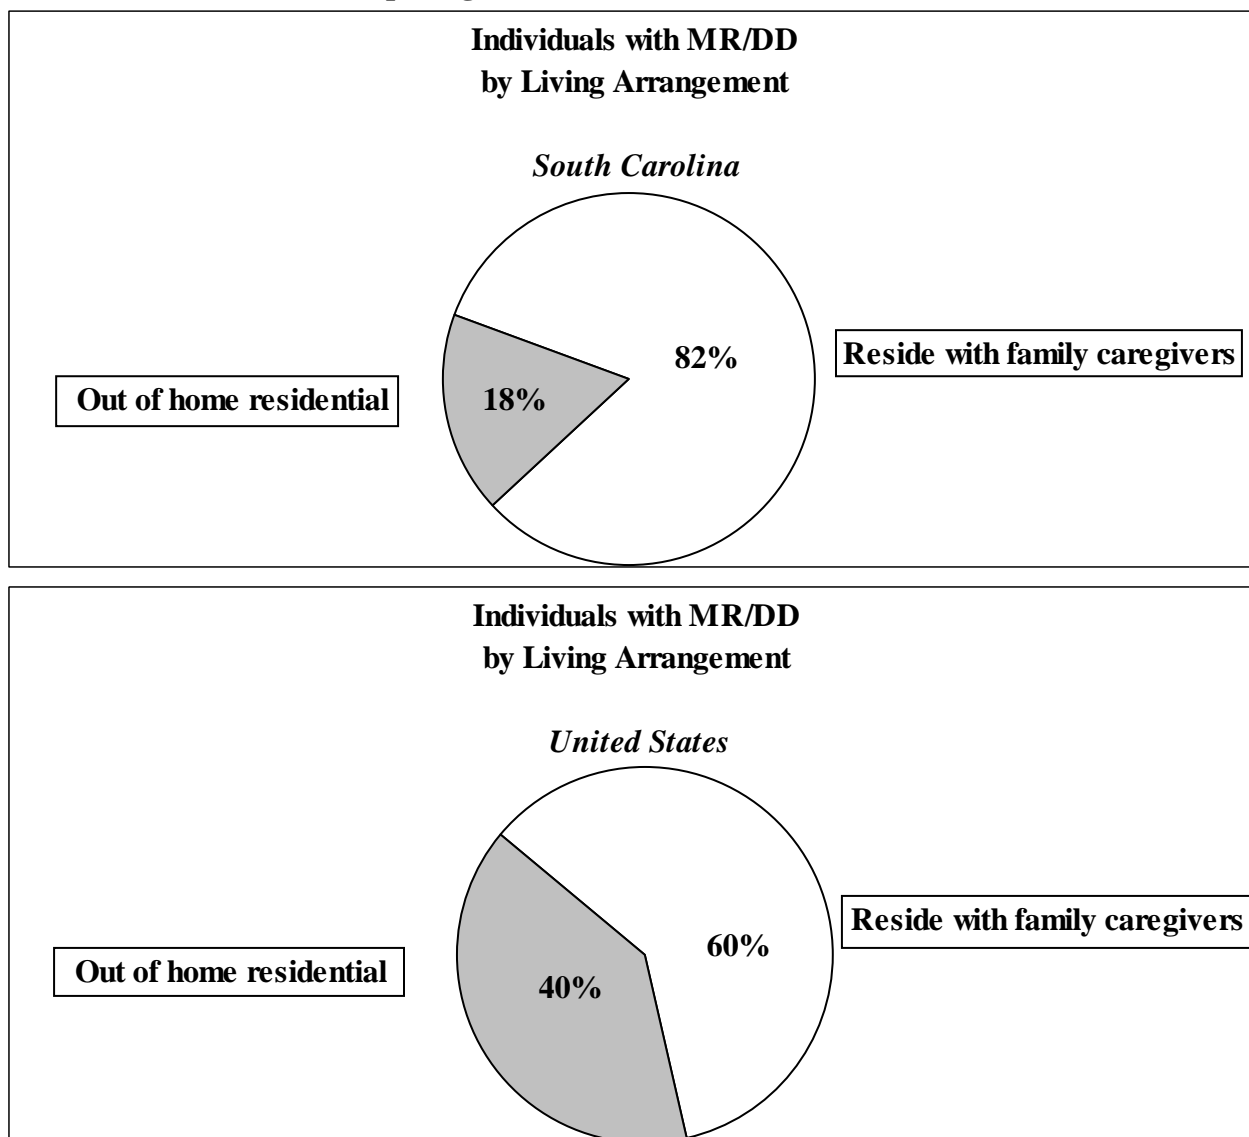 Individuals with MR/DD
by Living Arrangement
South Carolina
82%
Reside with family caregivers
Out of home residential
18%
Individuals with MR/DD
by Living Arrangement
United States
Reside with family caregivers
60%
Out of home residential
40%